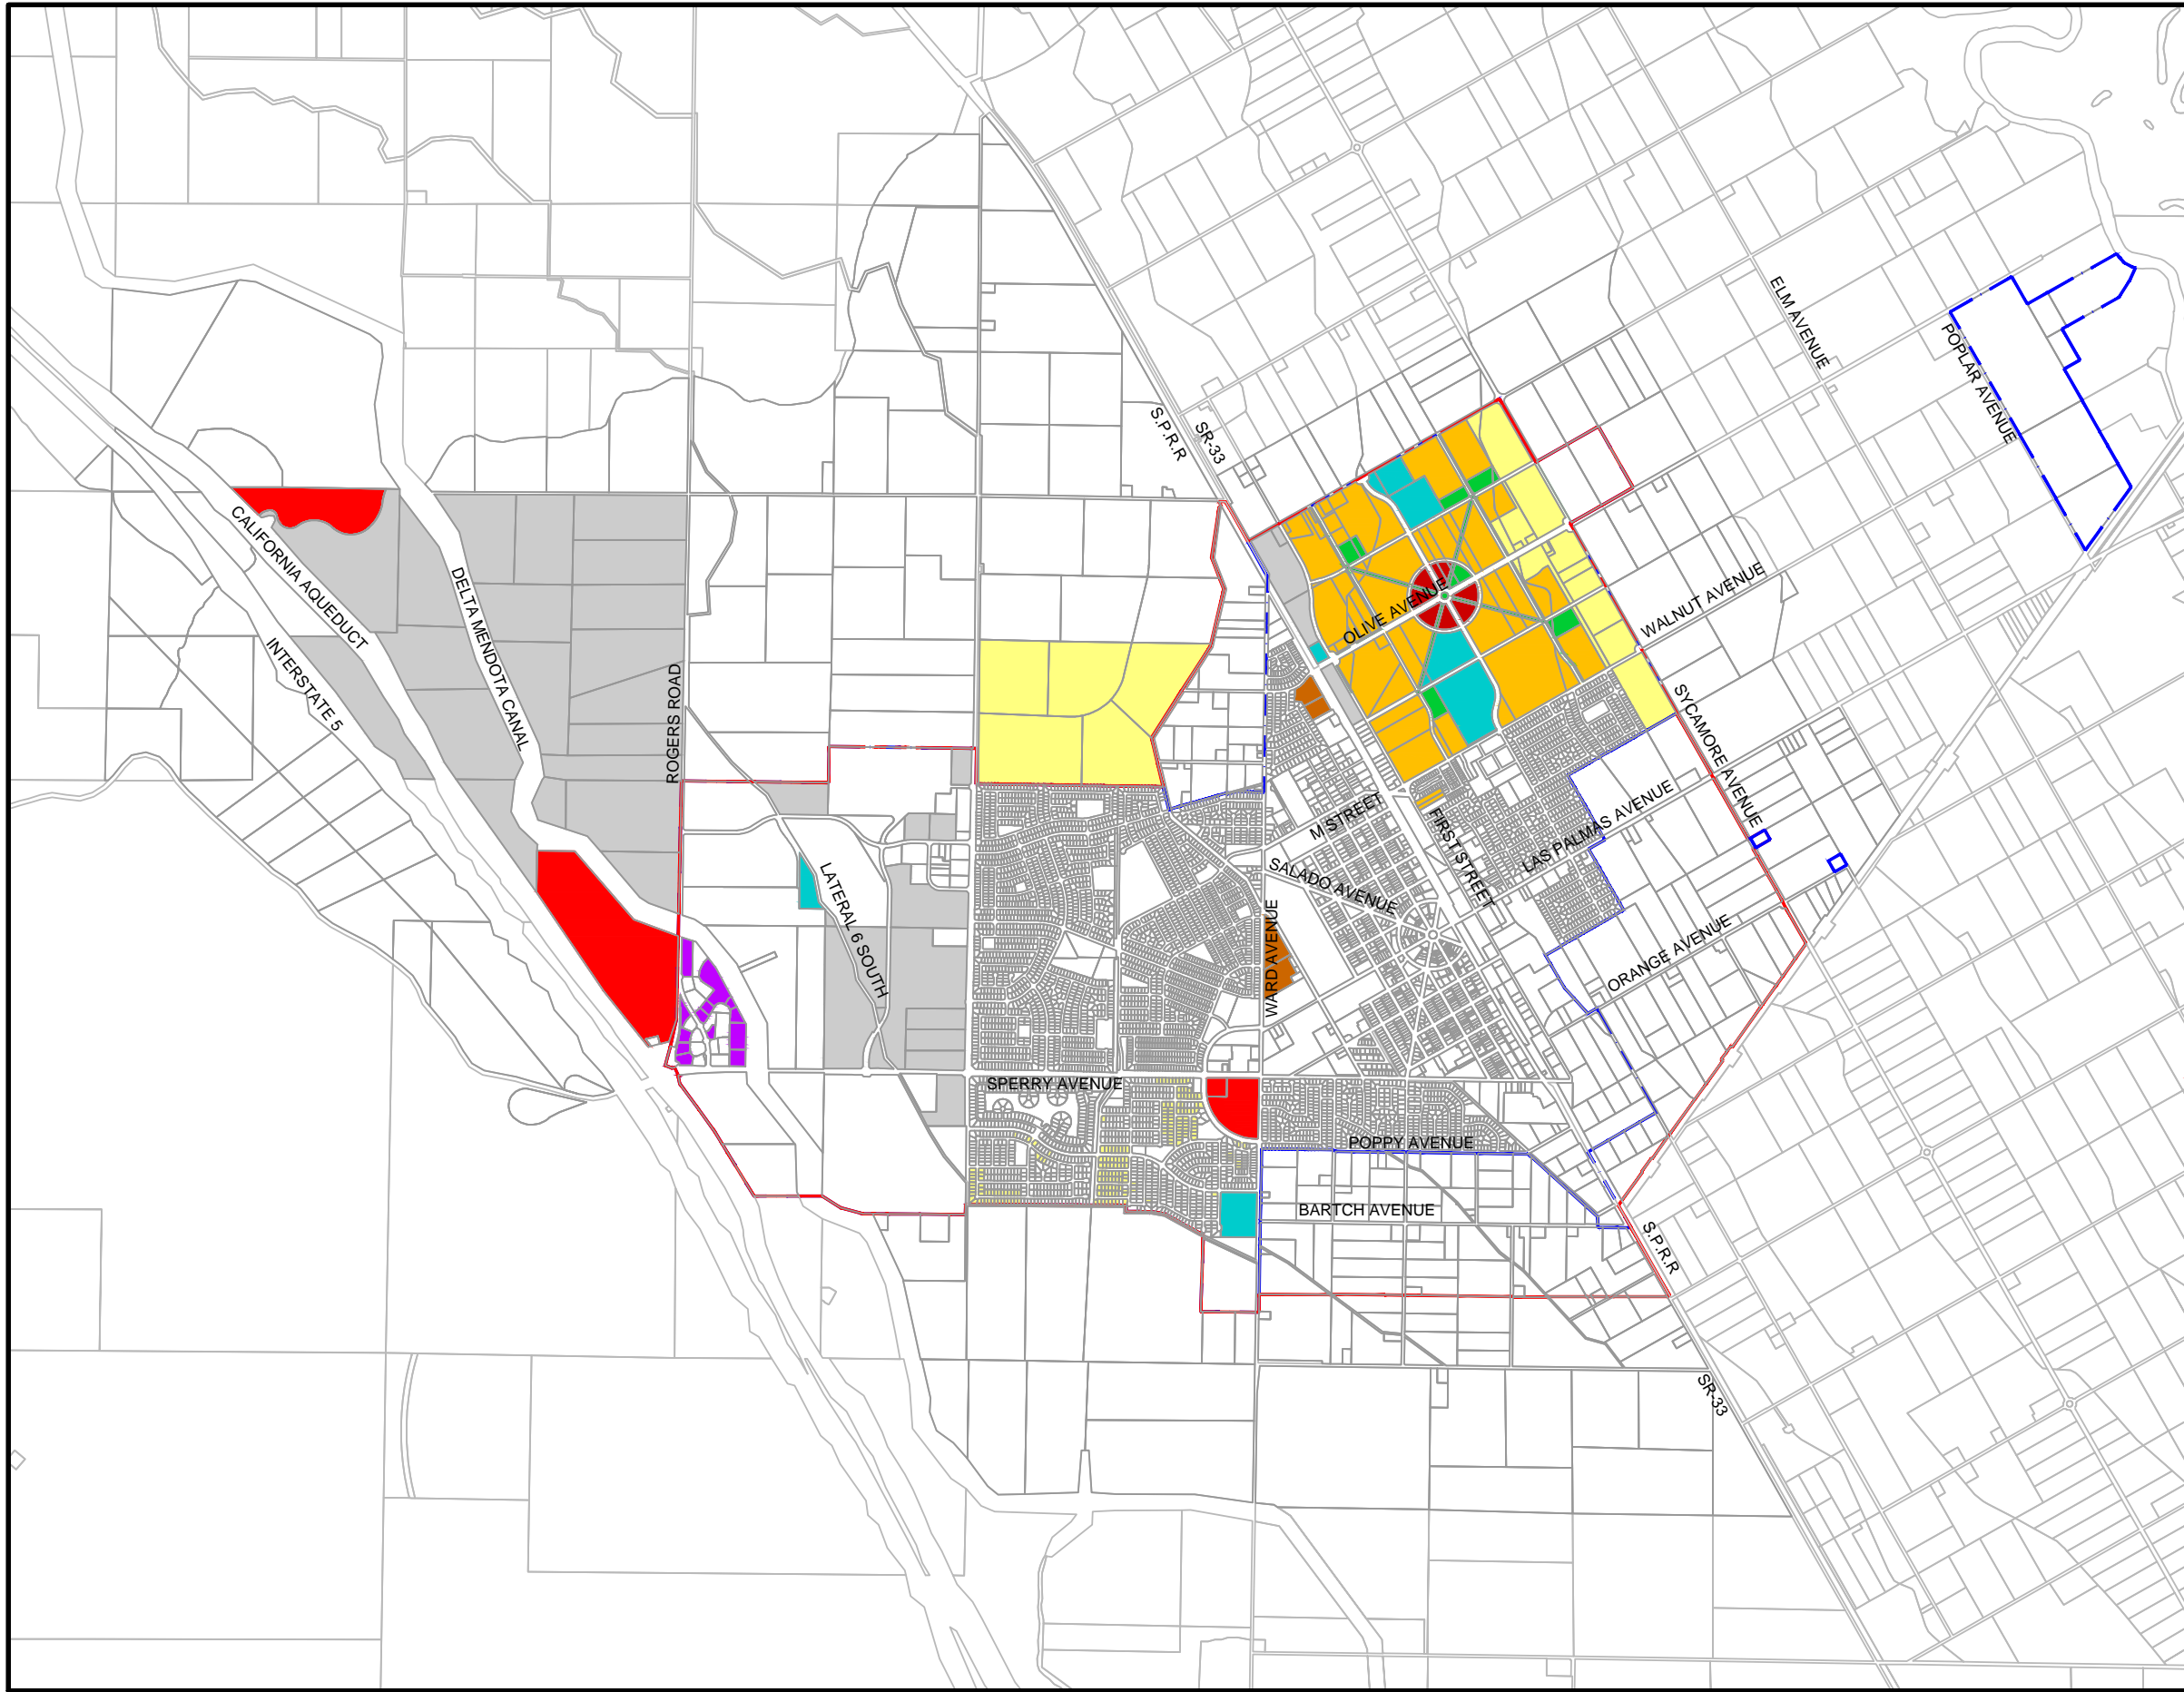 ELM AVENUE
POPLAR AVENUE
S.P.R.R
SR-33
CALIFORNIA AQUEDUCT
DELTA MENDOTA CANAL
INTERSTATE 5
ROGERS ROAD
OLIVE AVENUE
WALNUT AVENUE
SYCAMORE AVENUE
M STREET
FIRST STREET
LAS PALMAS AVENUE
SALADO AVENUE
LATERAL 6 SOUTH
WARD AVENUE
ORANGE AVENUE
SPERRY AVENUE
POPPY AVENUE
BARTCH AVENUE
S.P.R.R
SR-33